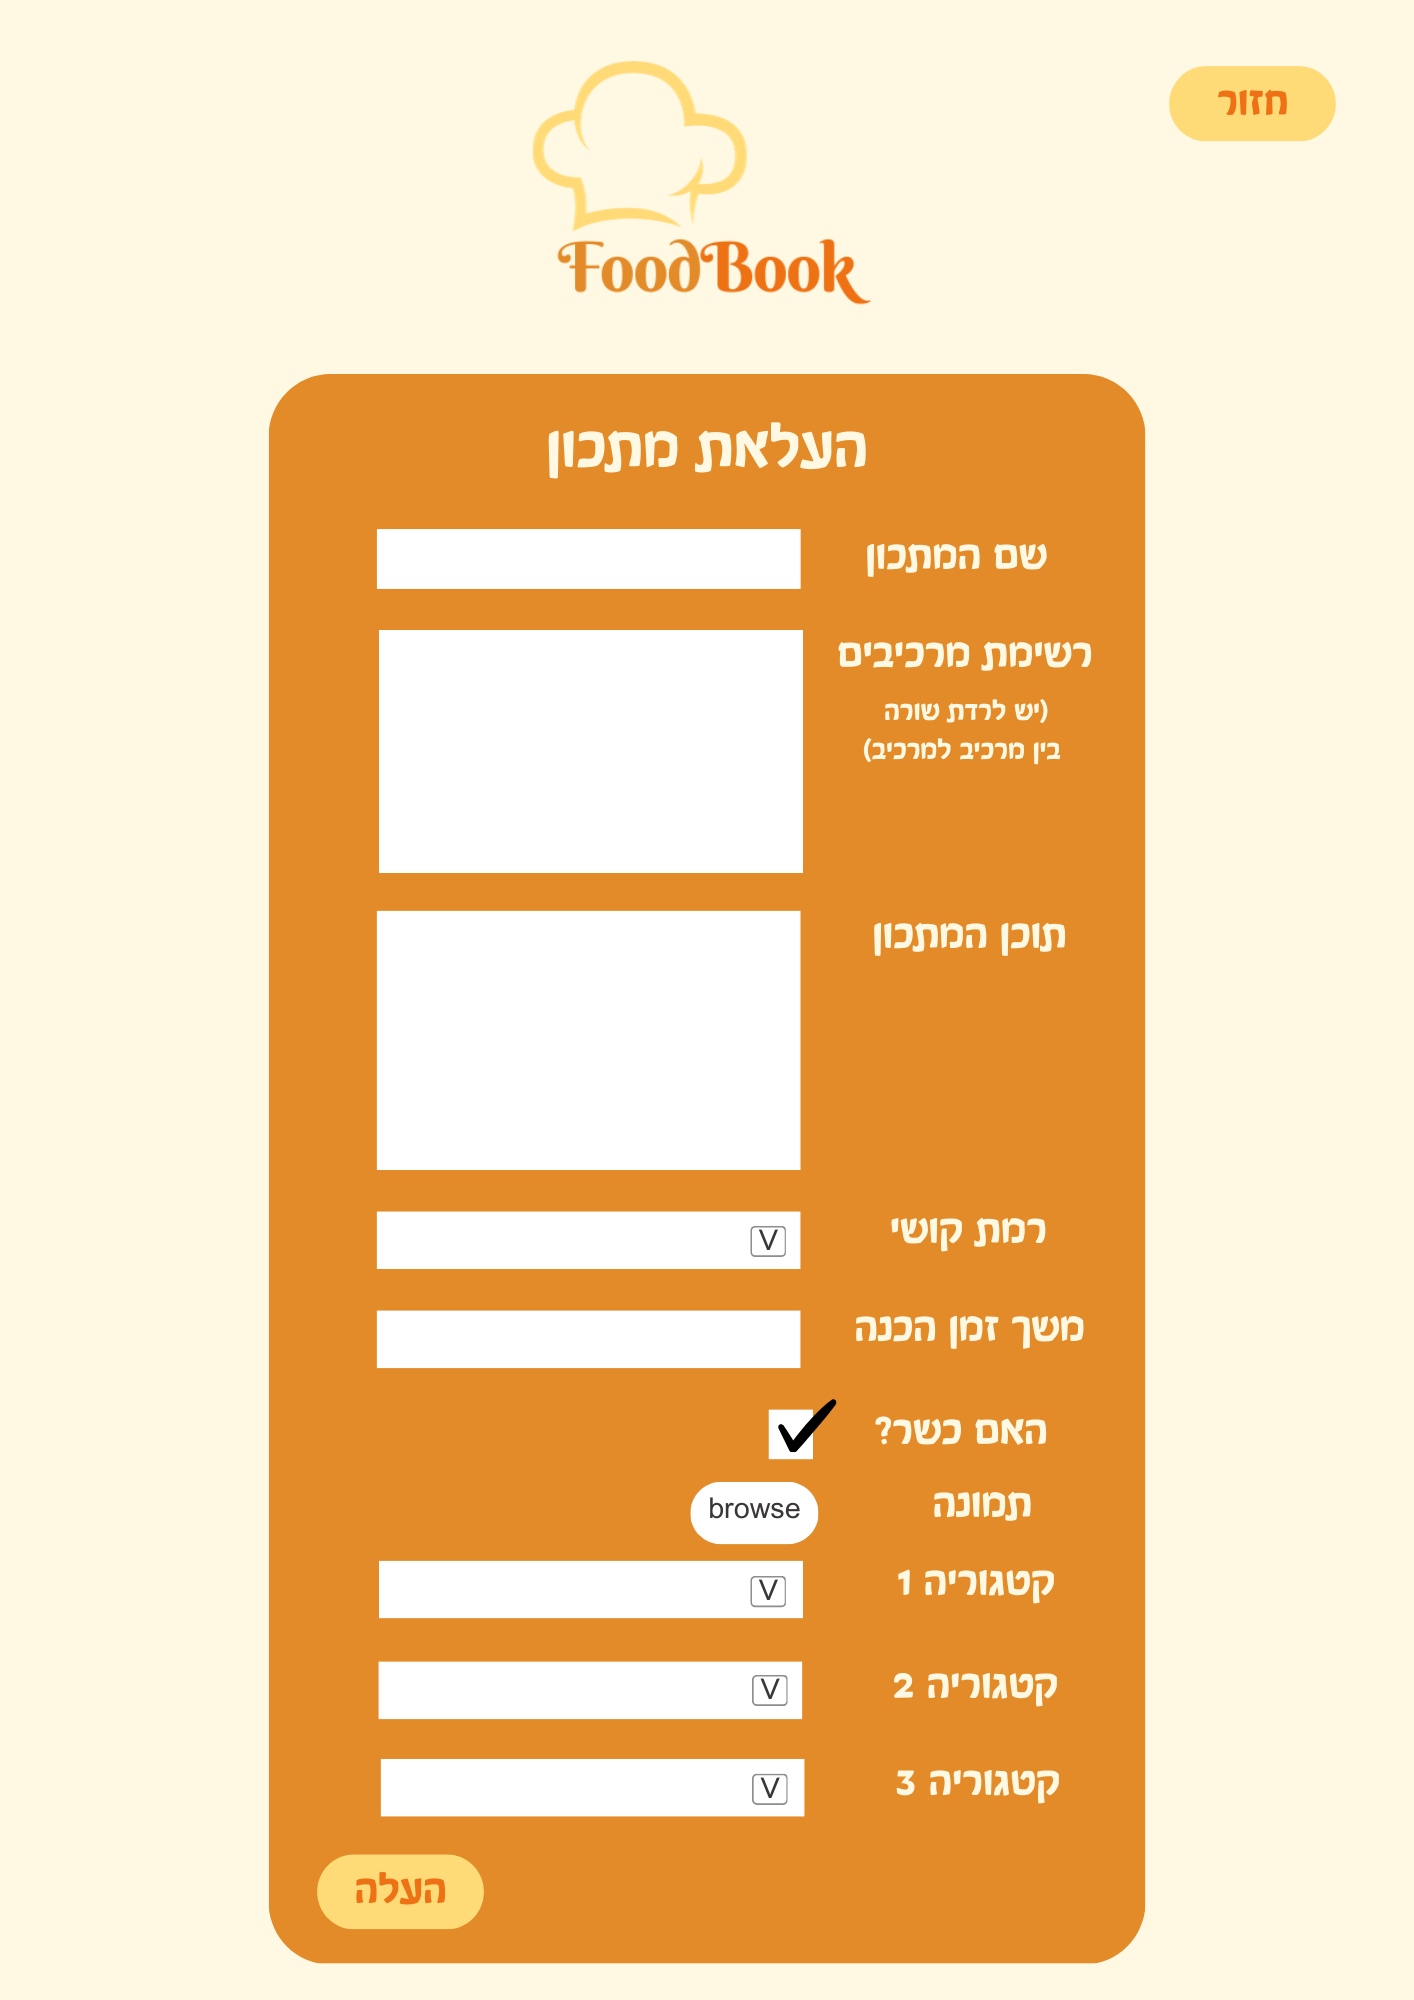 חזור
FoodBook
העלאת מתכון
שם המתכון
רשימת מרכיבים
(יש לרדת שורה
בין מרכיב למרכיב)
תוכן המתכון
רמת קושי
V
משך זמן הכנה
האם כשר?
תמונה
browse
קטגוריה 1
V
קטגוריה 2
V
קטגוריה 3
V
העלה